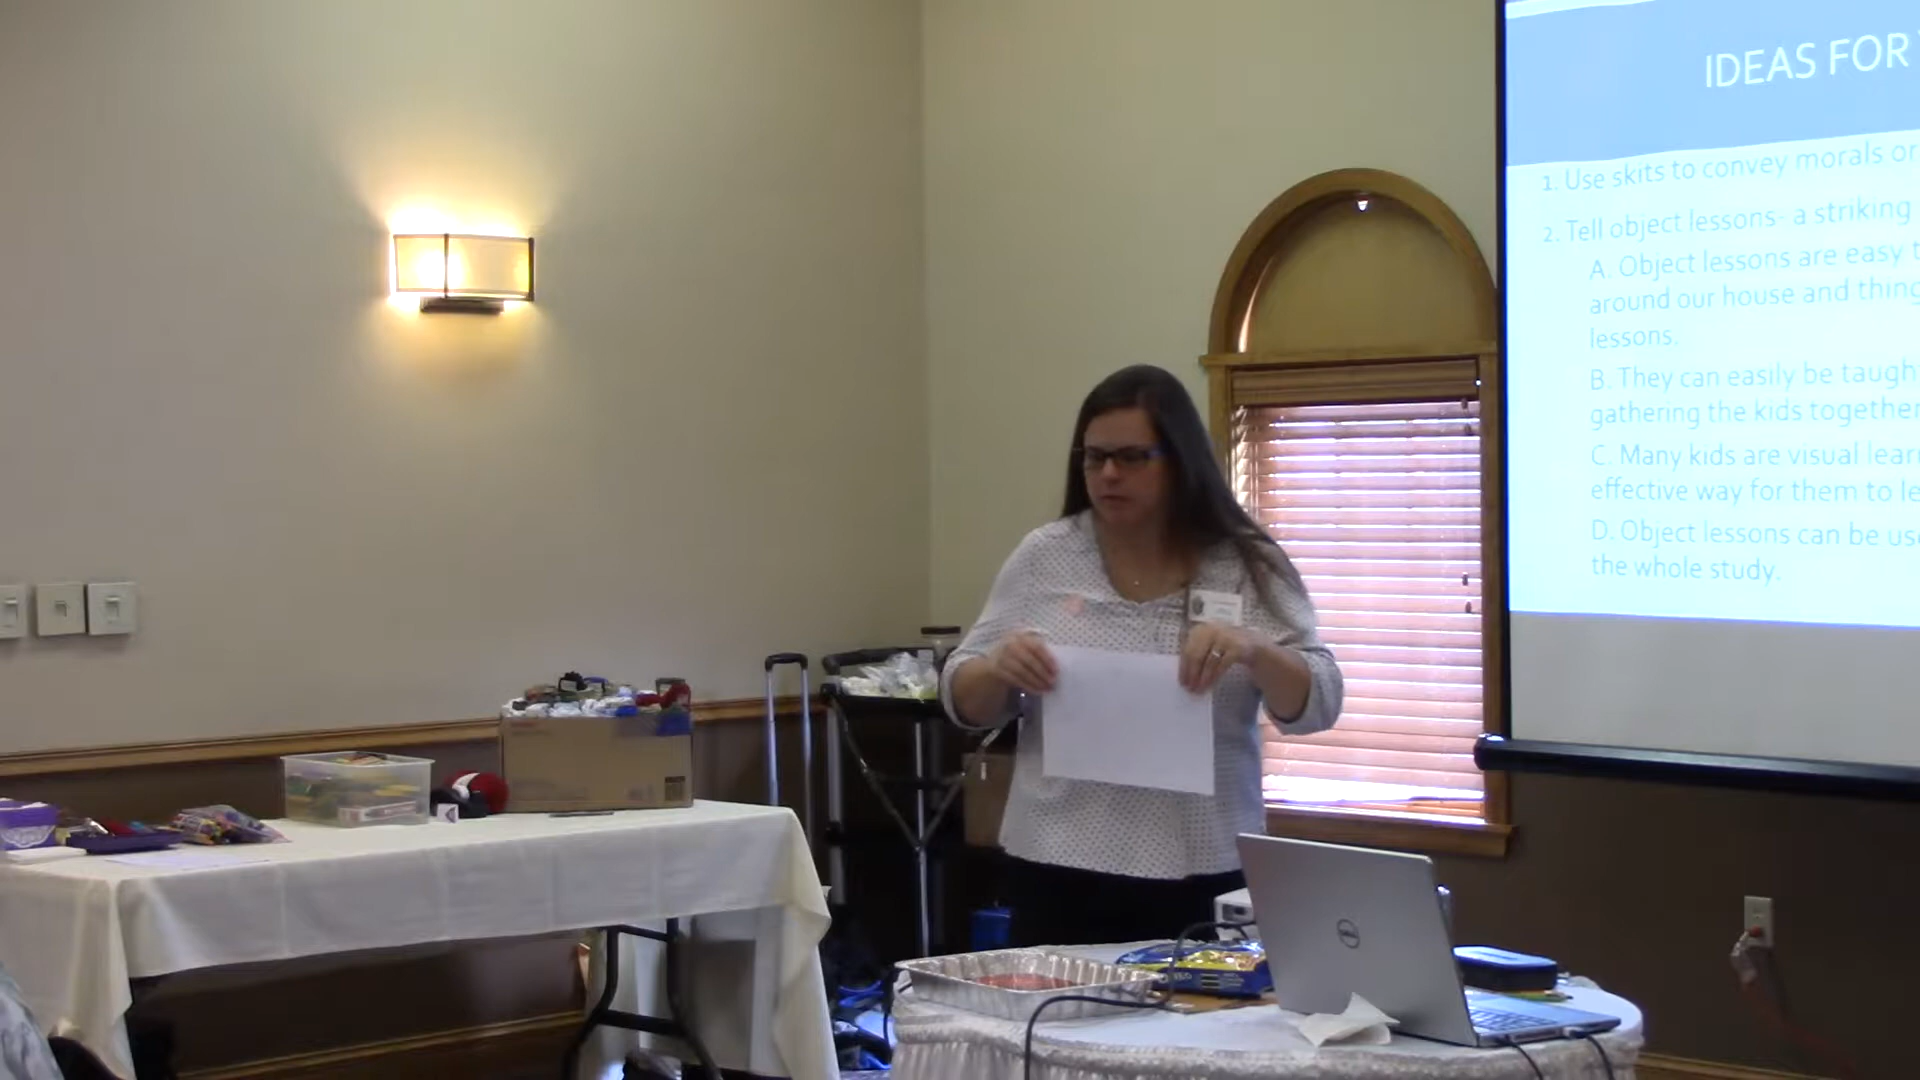 IDEAS FOR
1. Use skits to convey morals or
2. Tell object lessons- a striking
A. Object lessons are easy t
around our house and thing
lessons.
B. They can easily be taugh
gathering the kids together
C. Many kids are visual lear
effective way for them to le
D. Object lessons can be us
the whole study.
DELL